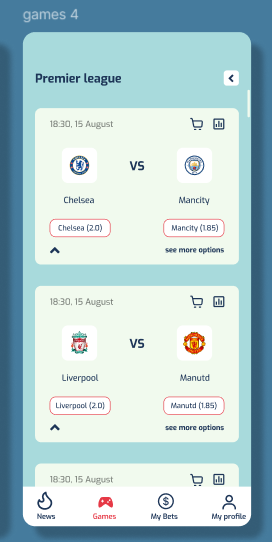 games 4
Premier league
18:30, 15 August
VS
Chelsea
Mancity
Chelsea (2.0)
Mancity (1.85)
see more options
18:30, 15 August
VS
Liverpool
Manutd
Liverpool (2.0)
Manutd (1.85)
see more options
18:30, 15 August
News
Games
My Bets
My profile